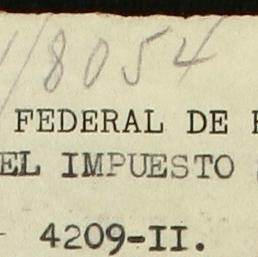 /8054
FEDERAL DE
EL IMPUESTO
4209-II.